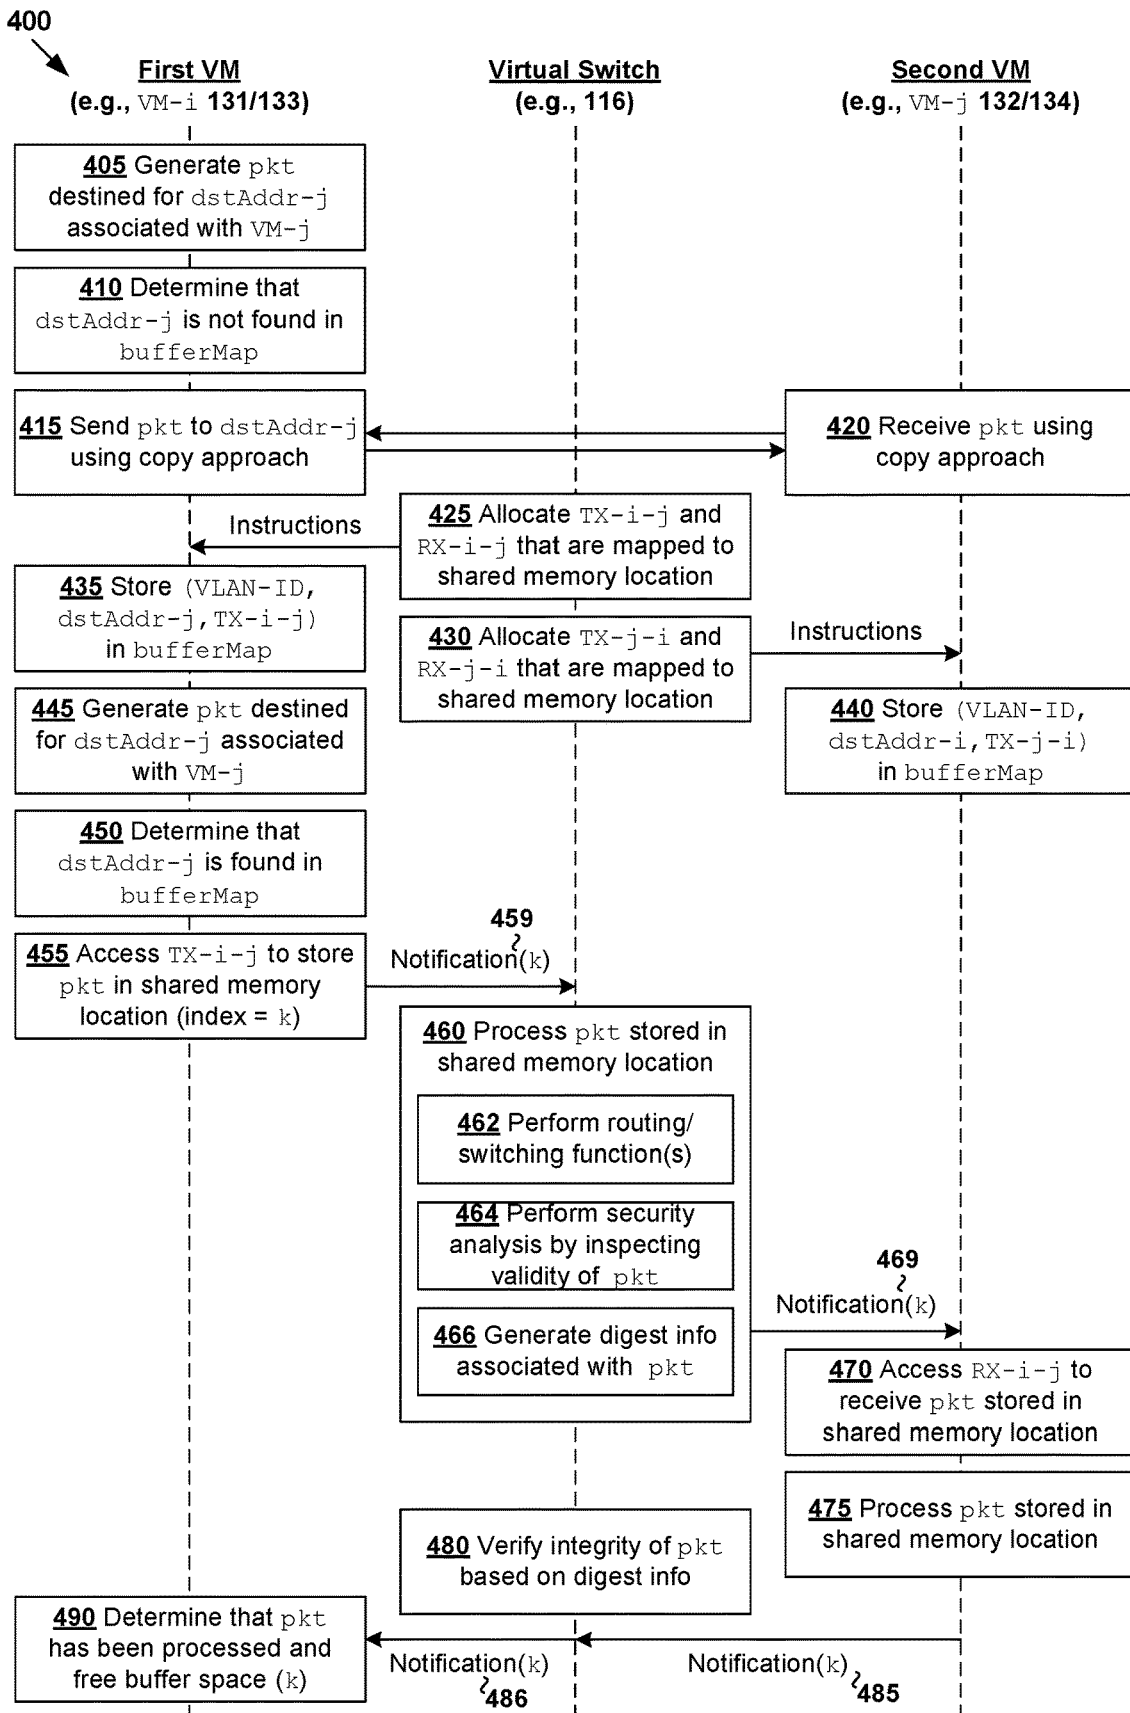 400
First VM
(e.g., VM-i 131/133)
Virtual Switch
(e.g., 116)
Second VM
(e.g., VM-j 132/134)
405 Generate pkt
destined for dstAddr-j
associated with VM-j
410 Determine that
dstAddr-j is not found in
bufferMap
415 Send pkt to dstAddr-j
using copy approach
420 Receive pkt using
copy approach
Instructions
425 Allocate TX-i-j and
RX-i-j that are mapped to
shared memory location
435 Store (VLAN-ID,
dstAddr-j,TX-i-j)
in bufferMap
430 Allocate TX-j-i and
RX-j-i that are mapped to
shared memory location
Instructions
445 Generate pkt destined
for dstAddr-j associated
with VM-j
440 Store (VLAN-ID,
dstAddr-i,TX-j-i)
in bufferMap
450 Determine that
dstAddr-j is found in
bufferMap
455 Access TX-i-j to store
pkt in shared memory
location (index = k)
459
Notification(k)
460 Process pkt stored in
shared memory location
462 Perform routing/
switching function(s)
464 Perform security
analysis by inspecting
validity of pkt
466 Generate digest info
associated with pkt
469
Notification(k)
470 Access RX-i-j to
receive pkt stored in
shared memory location
475 Process pkt stored in
shared memory location
480 Verify integrity of pkt
based on digest info
490 Determine that pkt
has been processed and
free buffer space (k)
Notification(k)
486
Notification(k)
485